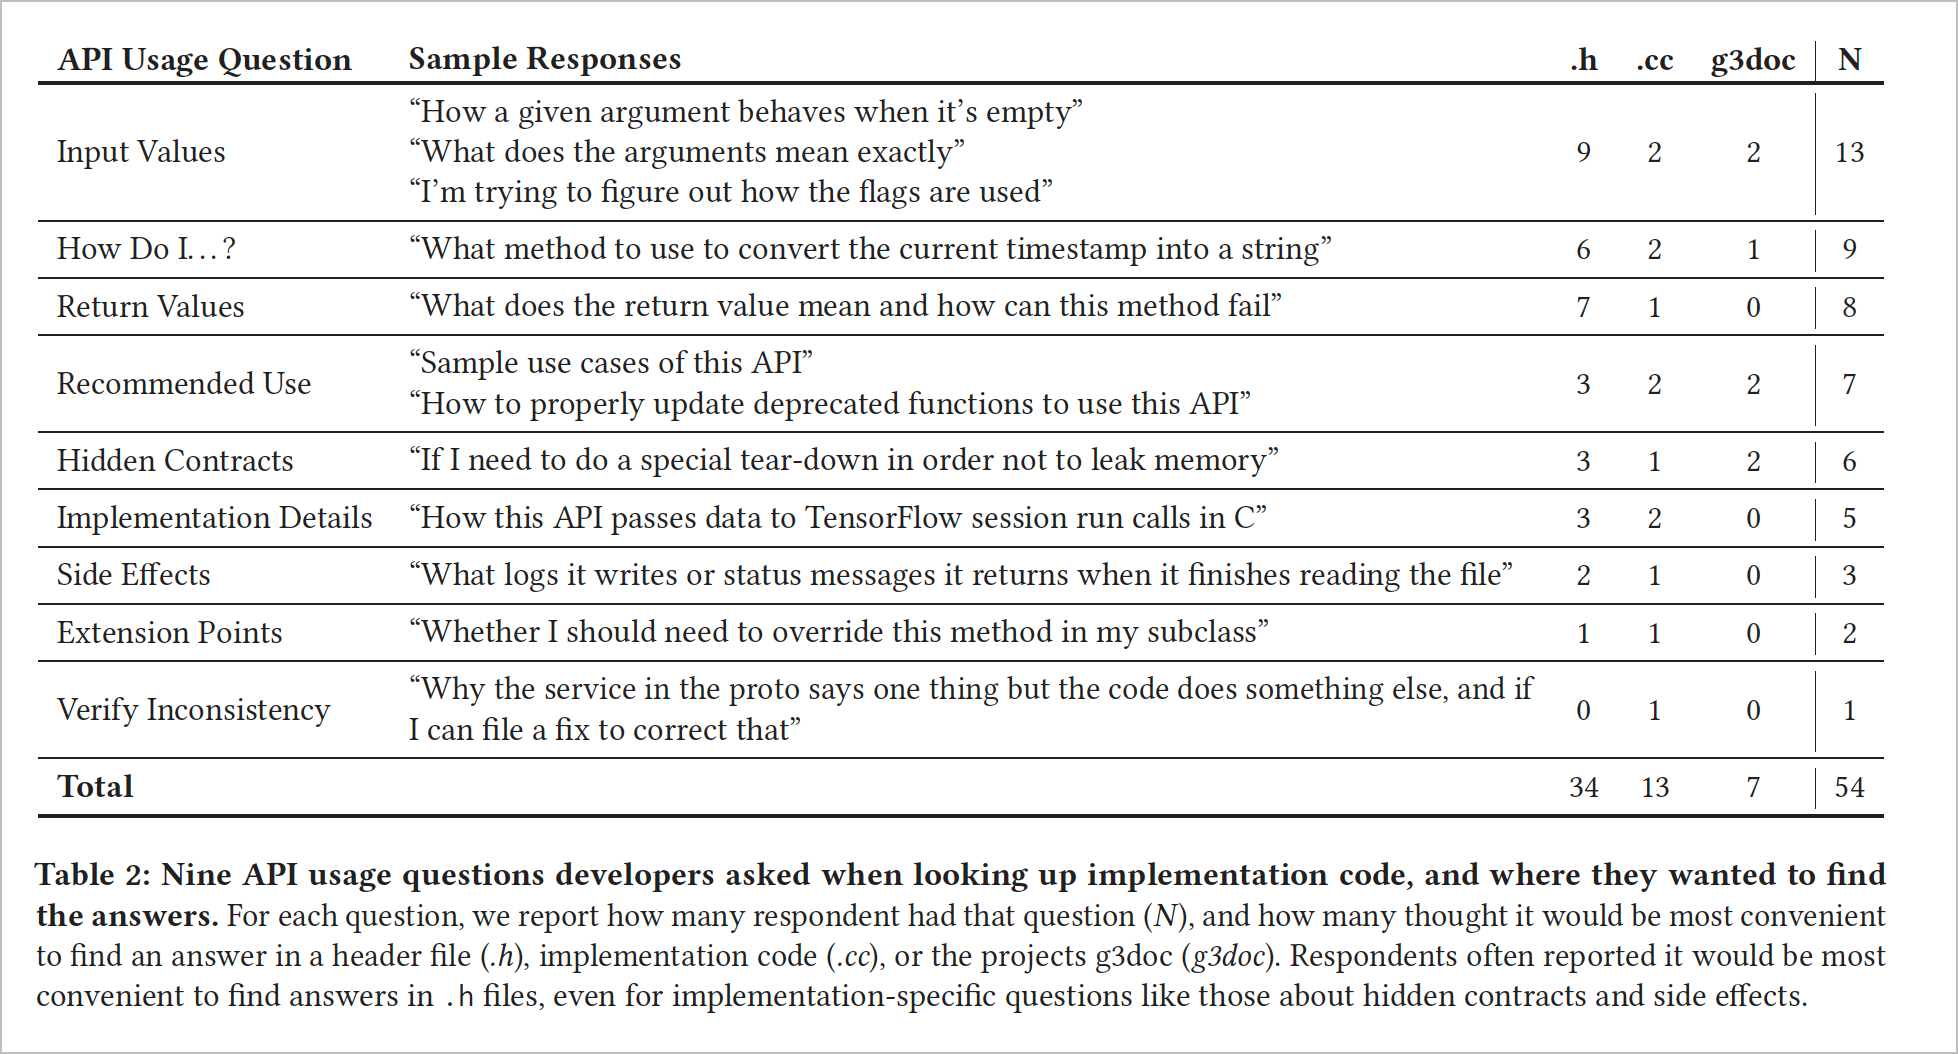 API Usage Question Sample Responses .h .cc g3doc N
“How a given argument behaves when it’s empty”
Input Values “What does the arguments mean exactly” 9 2 2 13
“I’m trying to figure out how the flags are used”
How Do I…? “What method to use to convert the current timestamp into a string” 6 2 1 9
Return Values “What does the return value mean and how can this method fail” 7 1 0 8
“Sample use cases of this API”
Recommended Use 3 2 2 7
“How to properly update deprecated functions to use this API”
Hidden Contracts “If I need to do a special tear-down in order not to leak memory” 3 1 2 6
Implementation Details “How this API passes data to TensorFlow session run calls in C” 3 2 0 5
Side Effects “What logs it writes or status messages it returns when it finishes reading the file” 2 1 0 3
Extension Points “Whether I should need to override this method in my subclass” 1 1 0 2
“Why the service in the proto says one thing but the code does something else, and if
Verify Inconsistency 0 1 0 1
I can file a fix to correct that”
Total 34 13 7 54
Table 2: Nine API usage questions developers asked when looking up implementation code, and where they wanted to find
the answers. For each question, we report how many respondent had that question (N), and how many thought it would be most convenient
to find an answer in a header file (.h), implementation code (.cc), or the projects g3doc (g3doc). Respondents often reported it would be most
convenient to find answers in .h files, even for implementation-specific questions like those about hidden contracts and side effects.